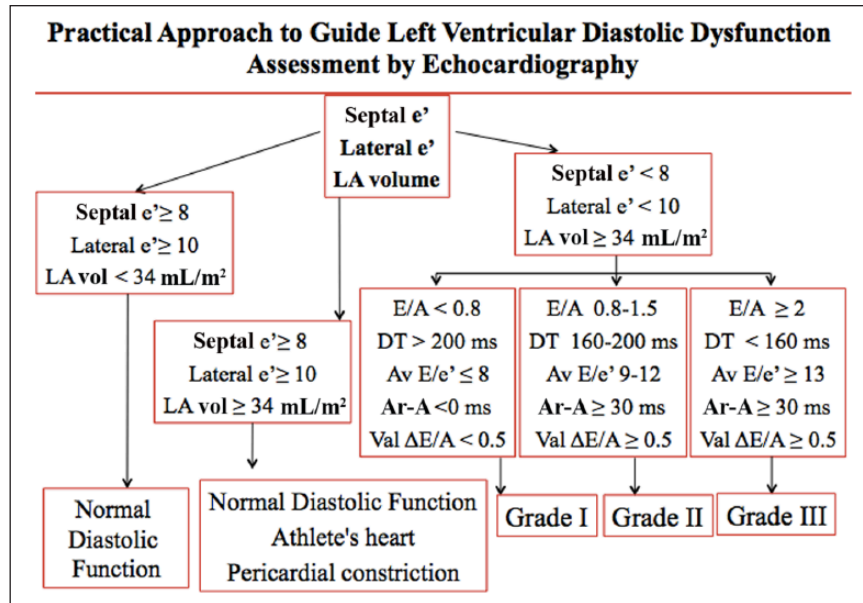 Practical Approach to Guide Left Ventricular Diastolic Dysfunction
Assessment by Echocardiography
Septal e’
Lateral e’
LA volume
Septal e’≥ 8
Lateral e’≥ 10
LA vol < 34 mL/m²
Septal e’≥ 8
Lateral e’≥ 10
LA vol ≥ 34 mL/m²
Septal e’ < 8
Lateral e’ < 10
LA vol ≥ 34 mL/m²
E/A < 0.8
DT > 200 ms
Av E/e’ ≤ 8
Ar-A <0 ms
Val ΔE/A < 0.5
E/A 0.8-1.5
DT 160-200 ms
Av E/e’ 9-12
Ar-A ≥ 30 ms
Val ΔE/A ≥ 0.5
E/A ≥ 2
DT < 160 ms
Av E/e’ ≥ 13
Ar-A ≥ 30 ms
Val ΔE/A ≥ 0.5
Normal
Diastolic
Function
Normal Diastolic Function
Athlete's heart
Pericardial constriction
Grade I
Grade II
Grade III